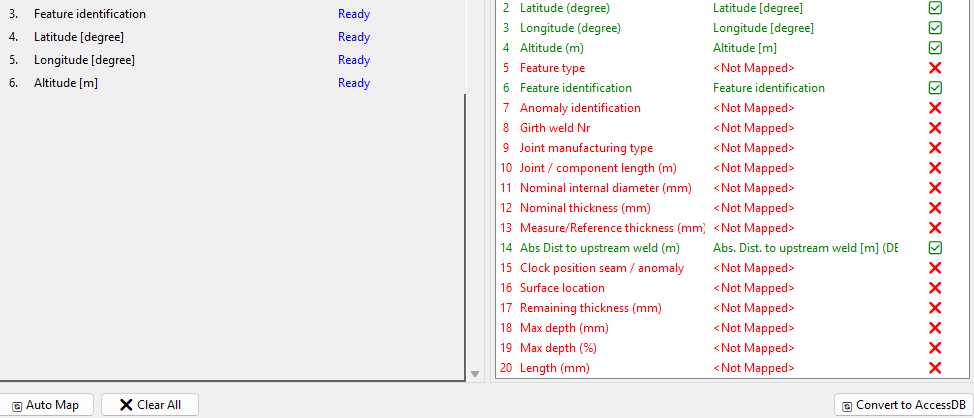 3. Feature identification Ready
4. Latitude [degree] Ready
5. Longitude [degree] Ready
6. Altitude [m] Ready
2 Latitude (degree) Latitude [degree]
3 Longitude (degree) Longitude [degree]
4 Altitude (m) Altitude [m]
5 Feature type <Not Mapped>
6 Feature identification Feature identification
7 Anomaly identification <Not Mapped>
8 Girth weld Nr <Not Mapped>
9 Joint manufacturing type <Not Mapped>
10 Joint / component length (m) <Not Mapped>
11 Nominal internal diameter (mm) <Not Mapped>
12 Nominal thickness (mm) <Not Mapped>
13 Measure/Reference thickness (mm) <Not Mapped>
14 Abs Dist to upstream weld (m) Abs. Dist. to upstream weld [m] (DE
15 Clock position seam / anomaly <Not Mapped>
16 Surface location <Not Mapped>
17 Remaining thickness (mm) <Not Mapped>
18 Max depth (mm) <Not Mapped>
19 Max depth (%) <Not Mapped>
20 Length (mm) <Not Mapped>
Auto Map Clear All Convert to AccessDB